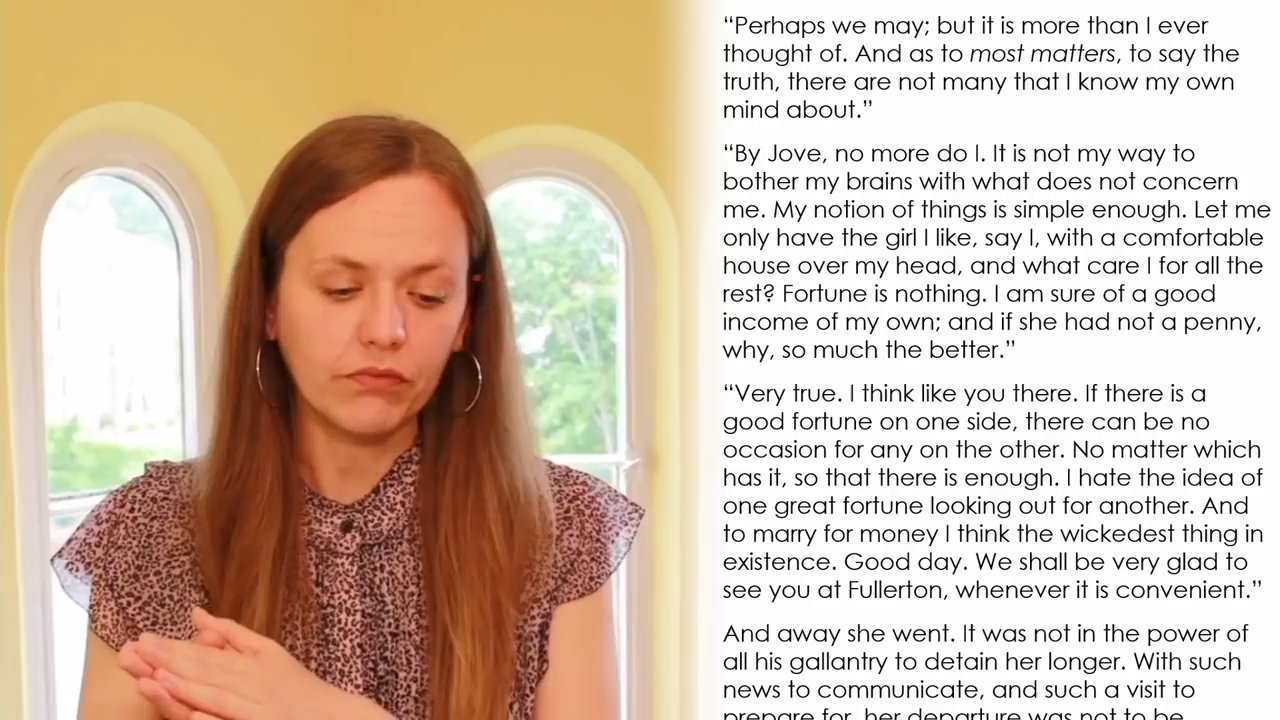 “Perhaps we may; but it is more than I ever
thought of. And as to most matters, to say the
truth, there are not many that I know my own
mind about.”
“By Jove, no more do I. It is not my way to
bother my brains with what does not concern
me. My notion of things is simple enough. Let me
only have the girl I like, say I, with a comfortable
house over my head, and what care I for all the
rest? Fortune is nothing. I am sure of a good
income of my own; and if she had not a penny,
why, so much the better.”
“Very true. I think like you there. If there is a
good fortune on one side, there can be no
occasion for any on the other. No matter which
has it, so that there is enough. I hate the idea of
one great fortune looking out for another. And
to marry for money I think the wickedest thing in
existence. Good day. We shall be very glad to
see you at Fullerton, whenever it is convenient.”
And away she went. It was not in the power of
all his gallantry to detain her longer. With such
news to communicate, and such a visit to
prepare for, her departure was not to be